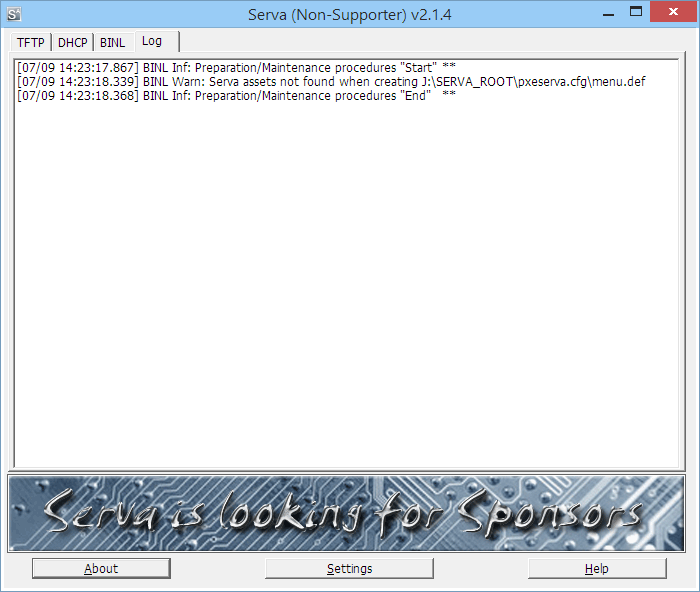 Serva (Non-Supporter) v2.1.4
TFTP DHCP BINL Log
[07/09 14:23:17.867] BINL Inf: Preparation/Maintenance procedures "Start" **
[07/09 14:23:18.339] BINL Warn: Serva assets not found when creating J:\SERVA_ROOT\pxeserva.cfg\menu.def
[07/09 14:23:18.368] BINL Inf: Preparation/Maintenance procedures "End" **
Serva is looking for Sponsors
About Settings Help